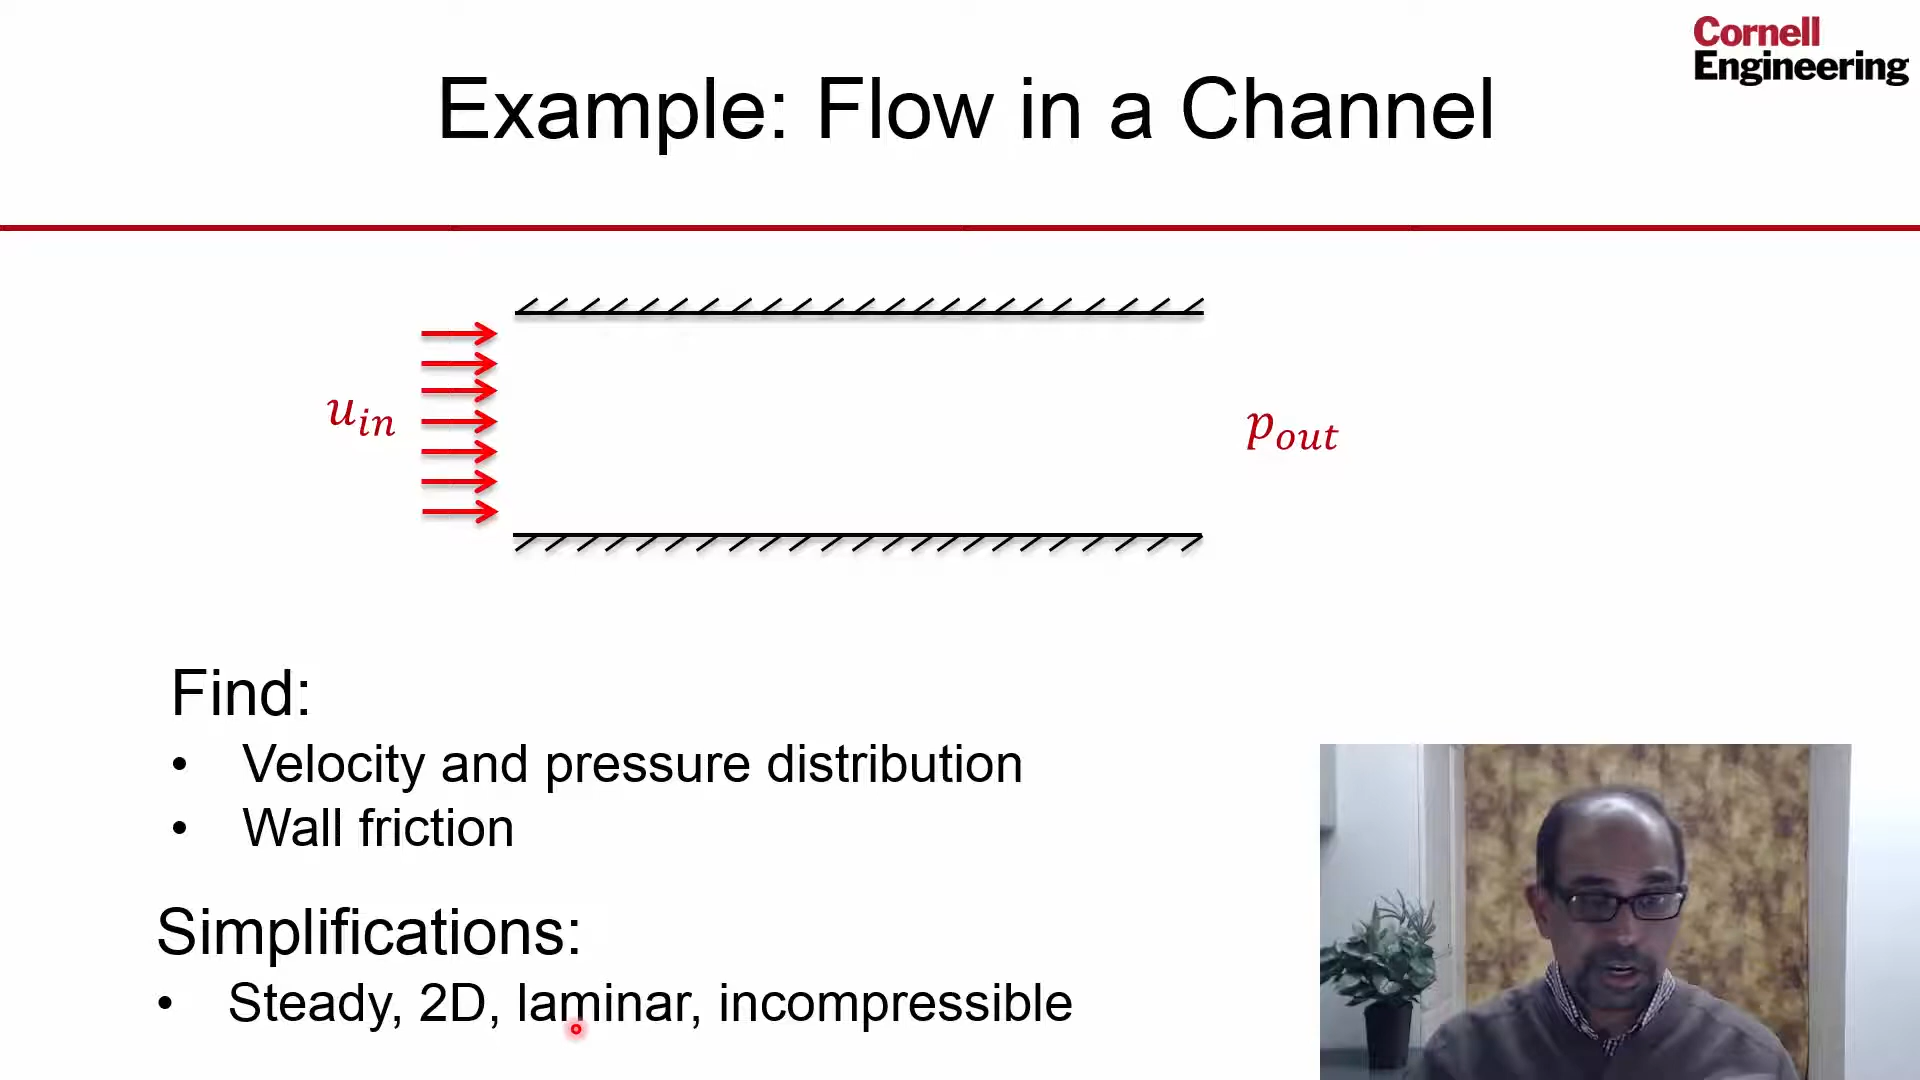 Cornell
Engineering
Example: Flow in a Channel
u_in
p_out
Find:
• Velocity and pressure distribution
• Wall friction
Simplifications:
• Steady, 2D, laminar, incompressible